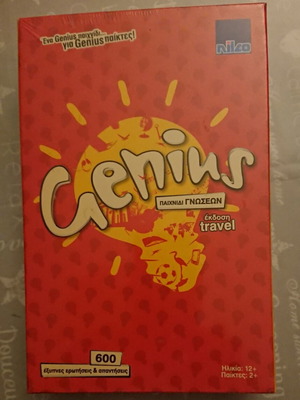 Ένα Genius παιχνίδι...
για Genius παίκτες!
nilco
Genius
ΠΑΙΧΝΙΔΙ ΓΝΩΣΕΩΝ
έκδοση
travel
600
έξυπνες ερωτήσεις & απαντήσεις
Ηλικία: 12+
Παίκτες: 2+